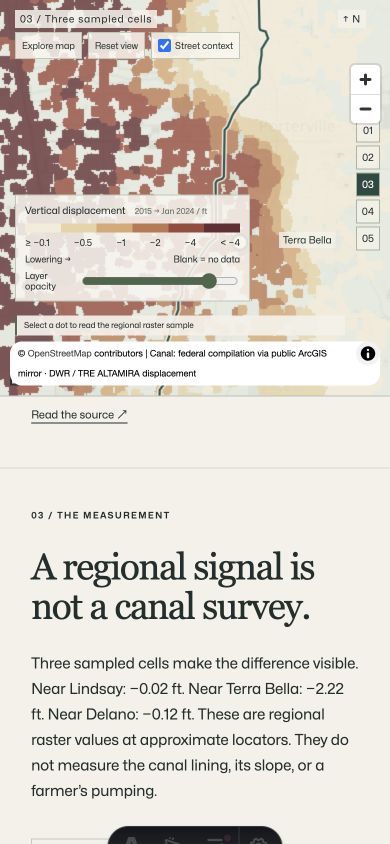 03 / Three sampled cells
↑ N
Explore map
Reset view
Street context
Porterville
+
−
01
02
03
04
05
Terra Bella
Vertical displacement 2015 → Jan 2024 / ft
≥ −0.1 −0.5 −1 −2 −4 < −4
Lowering → Blank = no data
Layer
opacity
Select a dot to read the regional raster sample
© OpenStreetMap contributors | Canal: federal compilation via public ArcGIS
mirror · DWR / TRE ALTAMIRA displacement
Read the source ↗
03 / THE MEASUREMENT
A regional signal is
not a canal survey.
Three sampled cells make the difference visible.
Near Lindsay: −0.02 ft. Near Terra Bella: −2.22
ft. Near Delano: −0.12 ft. These are regional
raster values at approximate locators. They do
not measure the canal lining, its slope, or a
farmer’s pumping.